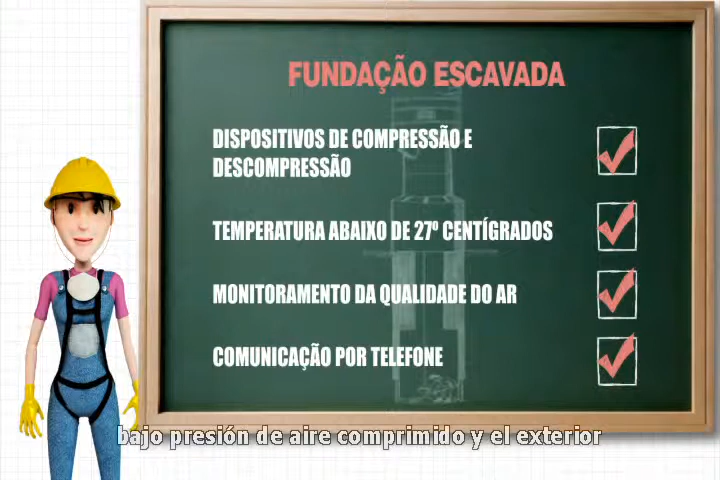 FUNDAÇÃO ESCAVADA
DISPOSITIVOS DE COMPRESSÃO E
DESCOMPRESSÃO
TEMPERATURA ABAIXO DE 27º CENTÍGRADOS
MONITORAMENTO DA QUALIDADE DO AR
COMUNICAÇÃO POR TELEFONE
bajo presión de aire comprimido y el exterior